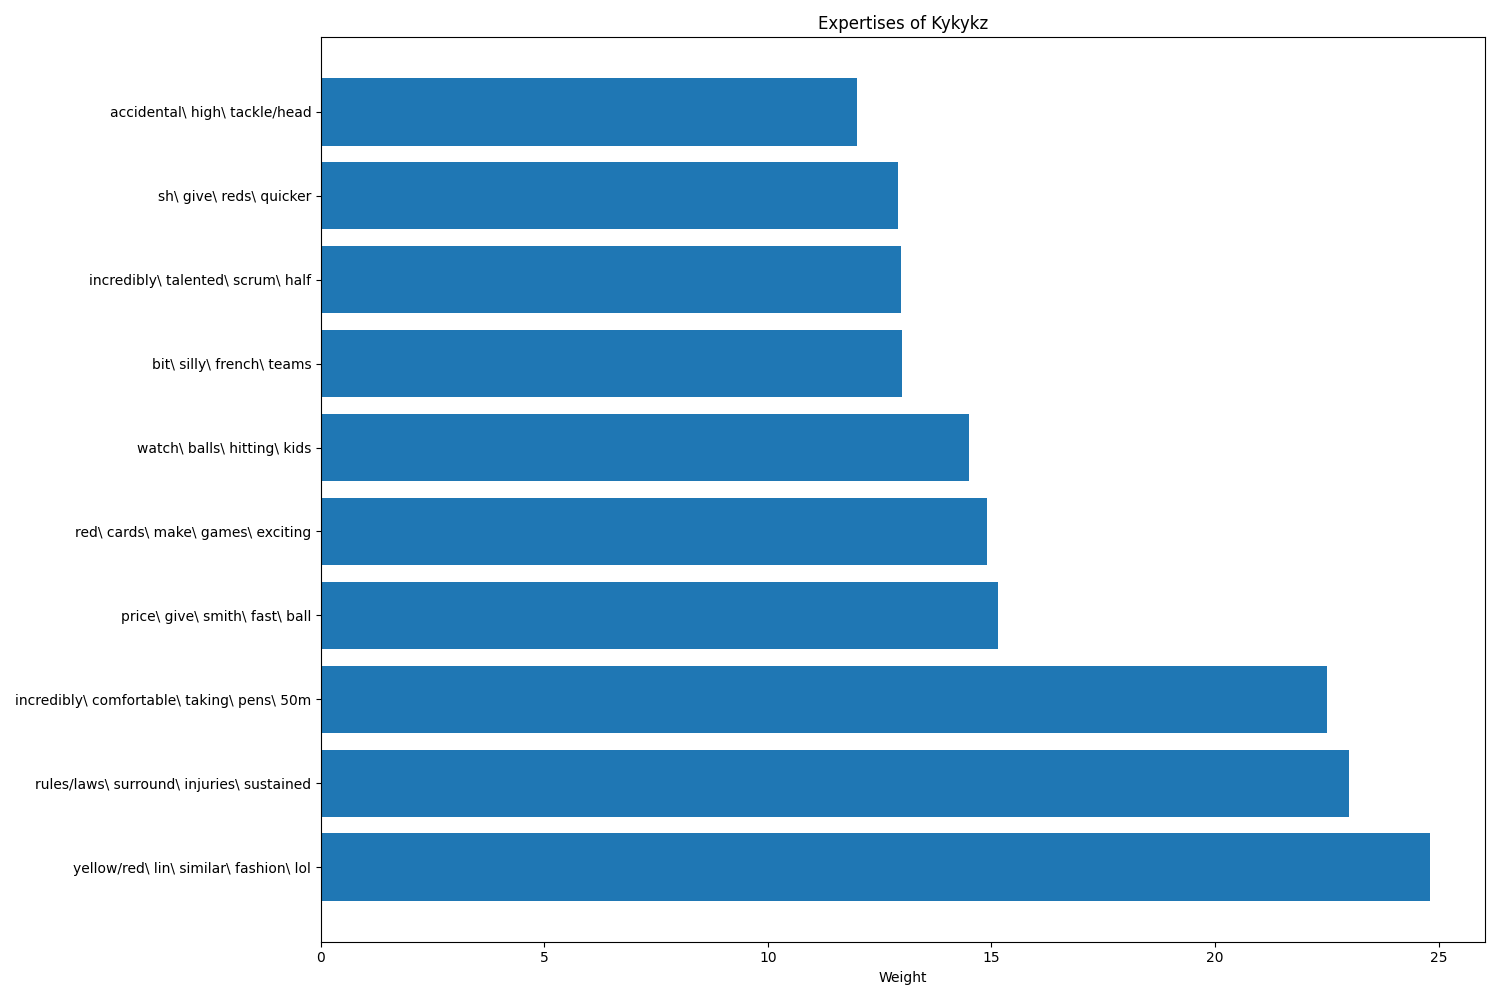 Expertises of Kykykz
accidental\ high\ tackle/head
sh\ give\ reds\ quicker
incredibly\ talented\ scrum\ half
bit\ silly\ french\ teams
watch\ balls\ hitting\ kids
red\ cards\ make\ games\ exciting
price\ give\ smith\ fast\ ball
incredibly\ comfortable\ taking\ pens\ 50m
rules/laws\ surround\ injuries\ sustained
yellow/red\ lin\ similar\ fashion\ lol
0 5 10 15 20 25
Weight